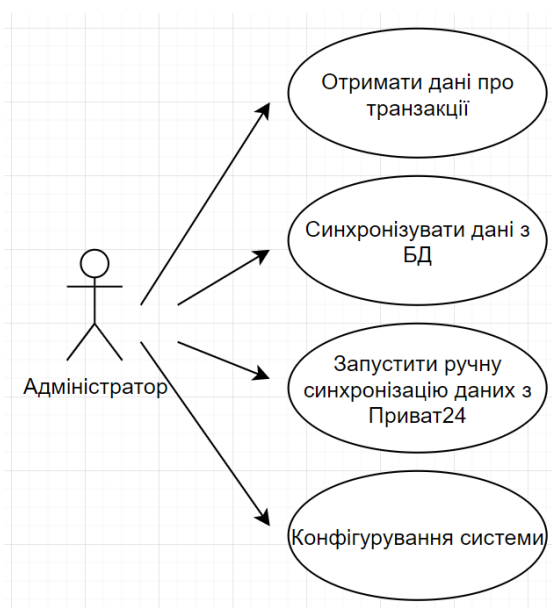 Отримати дані про
транзакції
Синхронізувати дані з
БД
Запустити ручну
синхронізацію даних з
Приват24
Адміністратор
Конфігурування системи